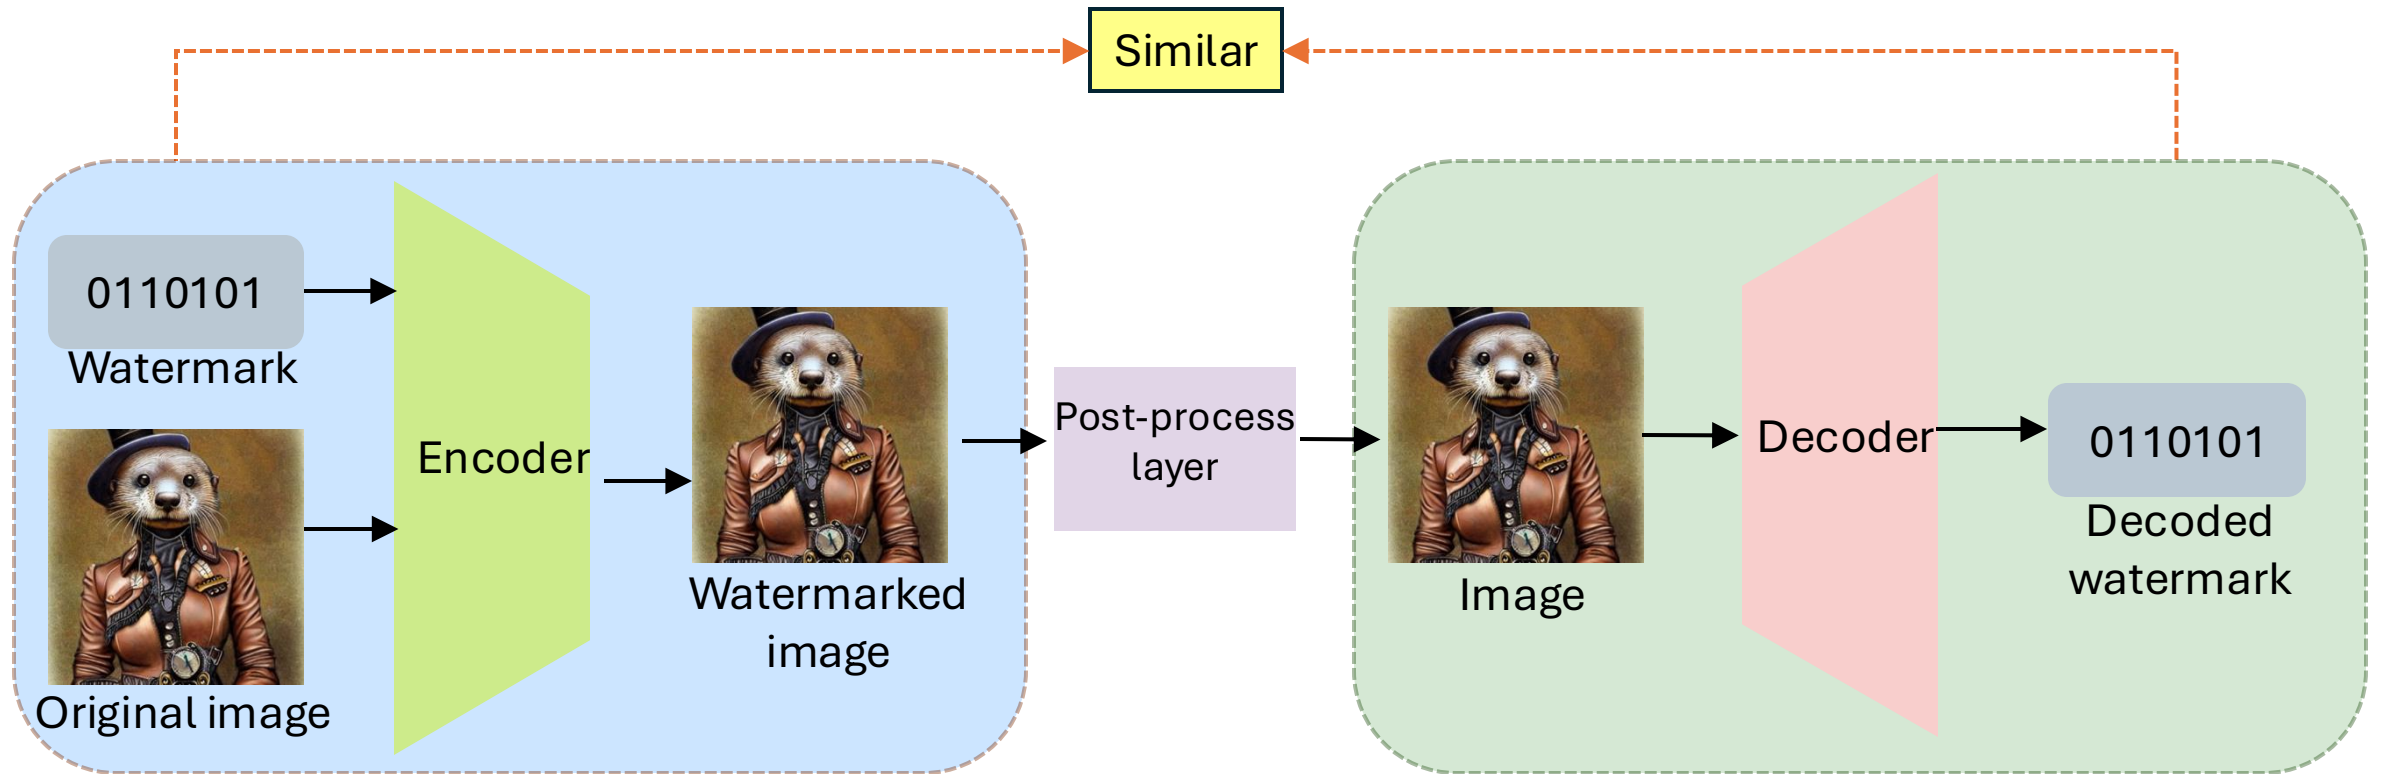 Similar
0110101
Watermark
Original image
Encoder
Watermarked
image
Post-process
layer
Image
Decoder
0110101
Decoded
watermark